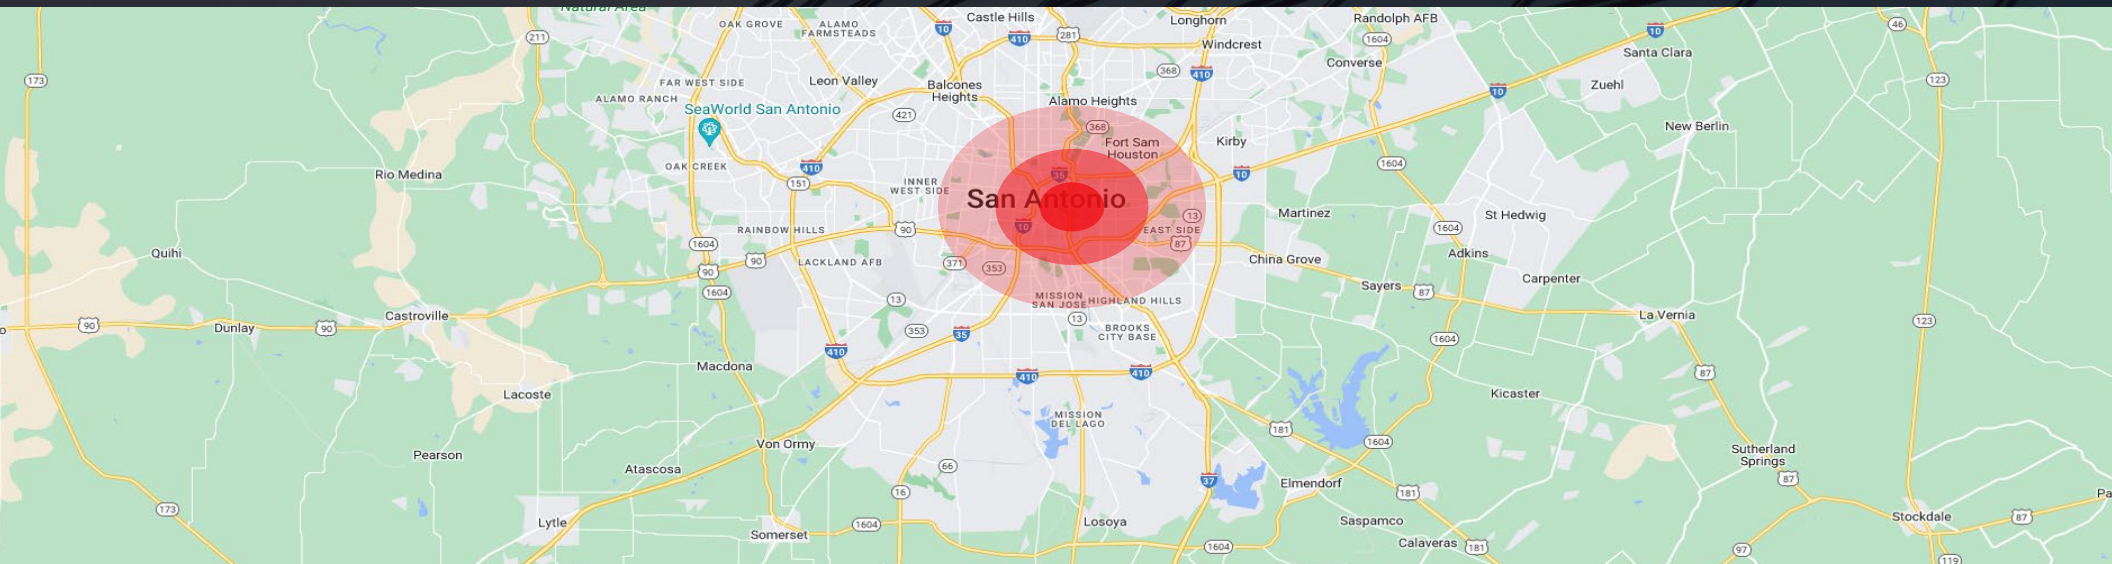 Natural Area
OAK GROVE
ALAMO
FARMSTEADS
10
Castle Hills
410
281
Longhorn
Randolph AFB
1604
10
46
211
Windcrest
Santa Clara
173
FAR WEST SIDE
Leon Valley
Balcones
Heights
368
410
Converse
Zuehl
123
ALAMO RANCH
SeaWorld San Antonio
421
Alamo Heights
10
368
Fort Sam
Houston
Kirby
New Berlin
Rio Medina
OAK CREEK
410
151
INNER
WEST SIDE
35
10
1604
San Antonio
10
13
Martinez
St Hedwig
RAINBOW HILLS
90
EAST SIDE
87
1604
1604
Quihi
90
90
LACKLAND AFB
371
353
China Grove
Adkins
Carpenter
1604
13
MISSION
SAN JOSE
HIGHLAND HILLS
Sayers
87
Castroville
90
Dunlay
90
353
35
13
BROOKS
CITY BASE
La Vernia
123
1604
410
Macdona
410
410
87
Lacoste
Kicaster
MISSION
DEL LAGO
181
1604
Von Ormy
Pearson
Atascosa
66
Sutherland
Springs
87
16
37
Elmendorf
181
173
Lytle
1604
Losoya
Saspamco
Stockdale
87
Somerset
1604
Calaveras
181
97
119